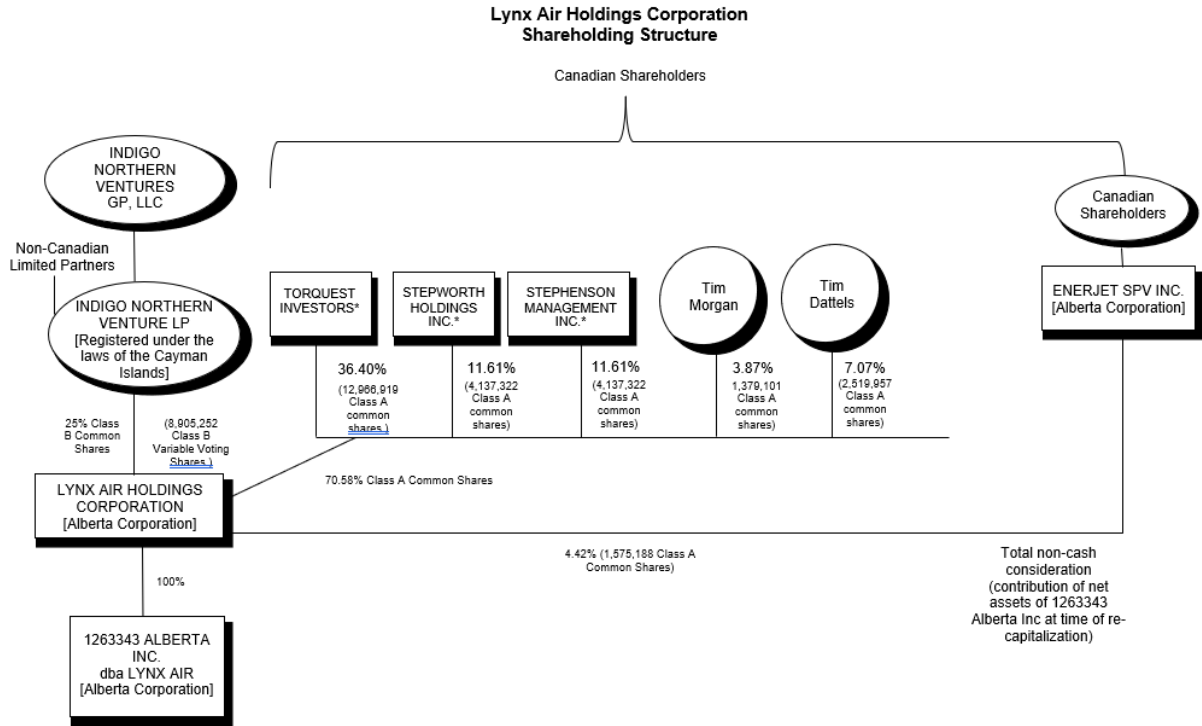 Lynx Air Holdings Corporation
Shareholding Structure
Canadian Shareholders
INDIGO
NORTHERN
VENTURES
GP, LLC
Non-Canadian
Limited Partners
INDIGO NORTHERN
VENTURE LP
[Registered under the
laws of the Cayman
Islands]
TORQUEST
INVESTORS*
STEPWORTH
HOLDINGS
INC.*
STEPHENSON
MANAGEMENT
INC.*
Tim
Morgan
Tim
Dattels
Canadian
Shareholders
ENERJET SPV INC.
[Alberta Corporation]
36.40%
(12,966,919
Class A
common
shares )
11.61%
(4,137,322
Class A
common
shares)
11.61%
(4,137,322
Class A
common
shares)
3.87%
1,379,101
Class A
common
shares)
7.07%
(2,519,957
Class A
common
shares)
25% Class
B Common
Shares
(8,905,252
Class B
Variable Voting
Shares )
70.58% Class A Common Shares
LYNX AIR HOLDINGS
CORPORATION
[Alberta Corporation]
4.42% (1,575,188 Class A
Common Shares)
Total non-cash
consideration
(contribution of net
assets of 1263343
Alberta Inc at time of re-
capitalization)
100%
1263343 ALBERTA
INC.
dba LYNX AIR
[Alberta Corporation]